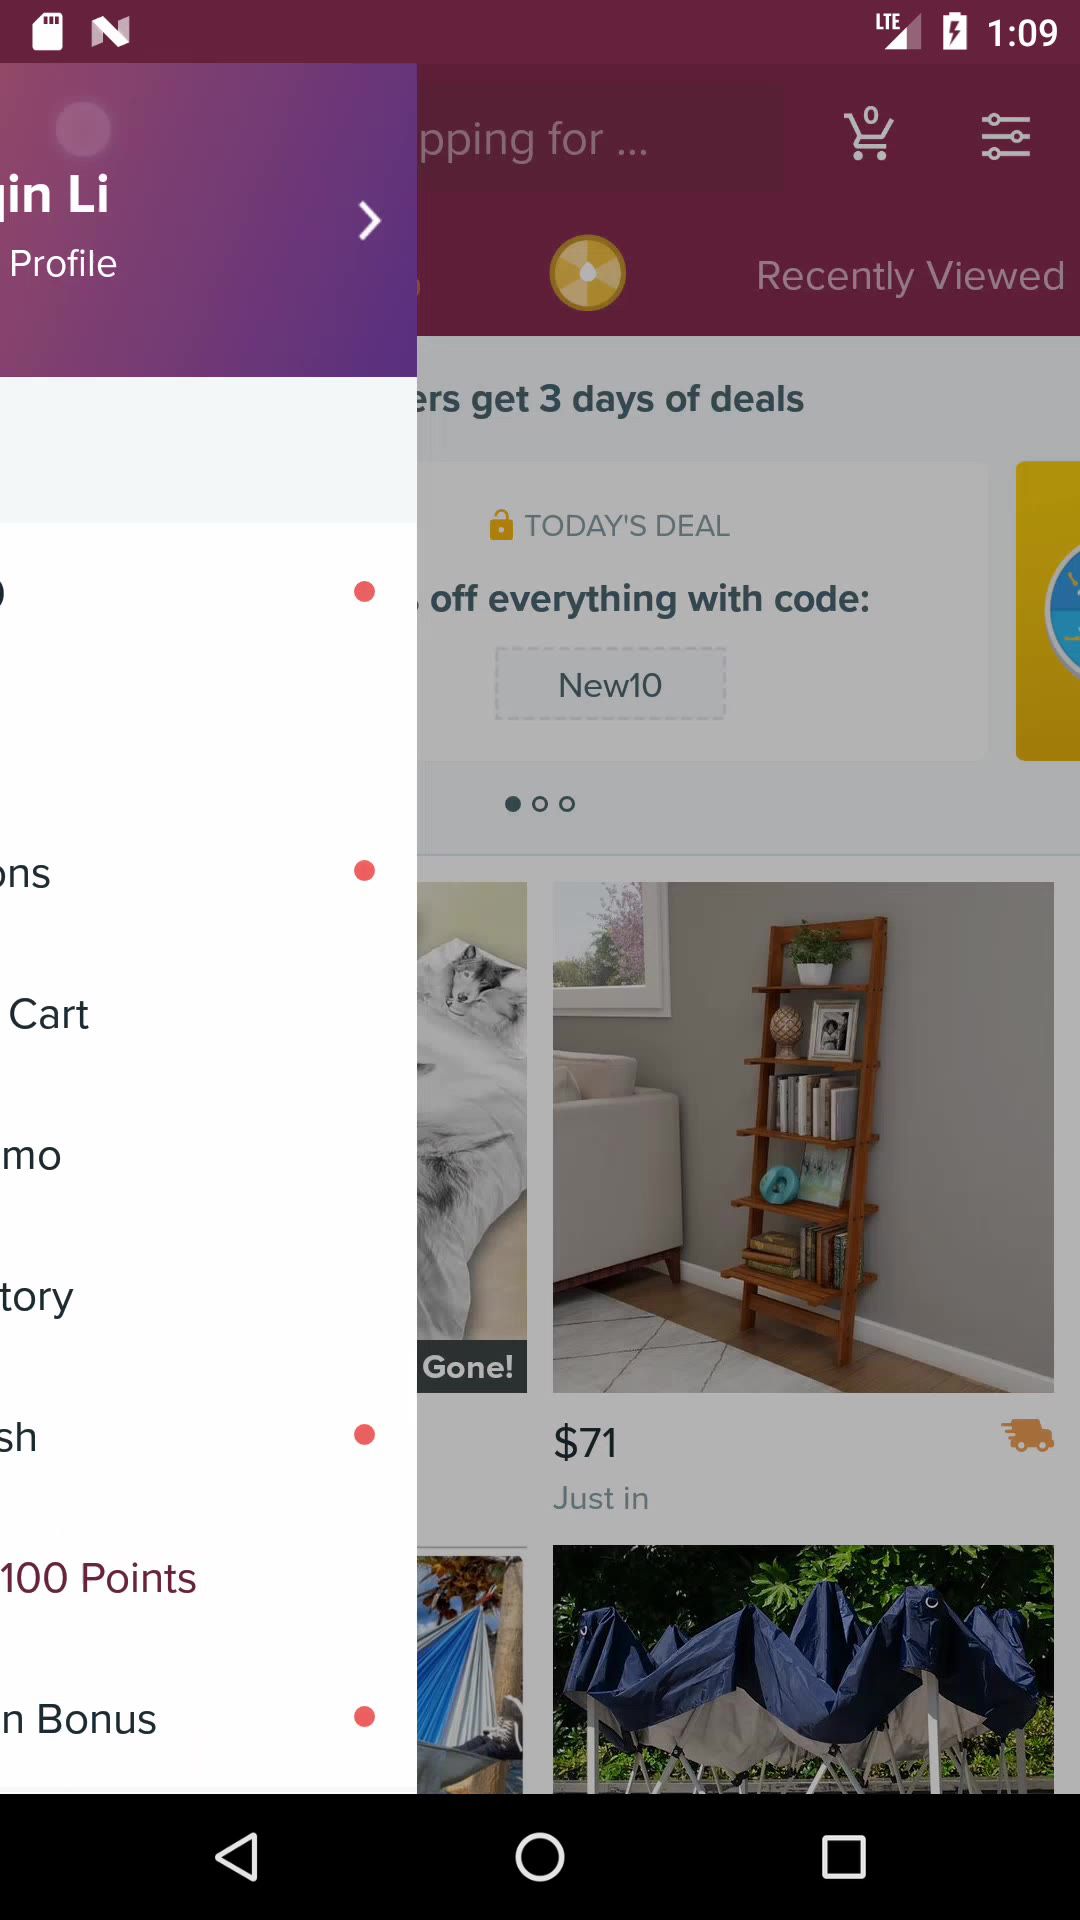 LTE
1:09
pping for ...
0
in Li
Profile
Recently Viewed
ers get 3 days of deals
TODAY'S DEAL
off everything with code:
New10
ons
Cart
mo
tory
Gone!
sh
$71
Just in
100 Points
n Bonus